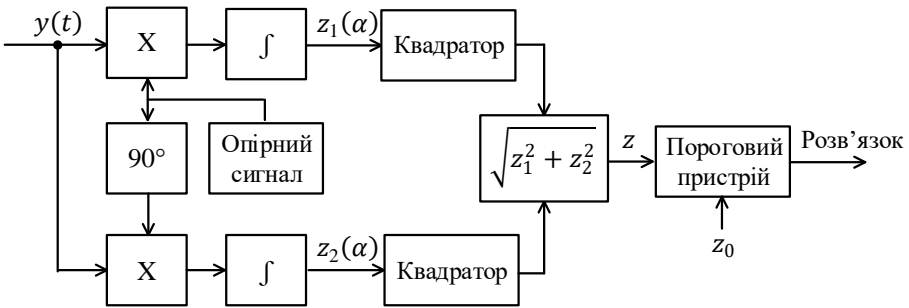 y(t)
X
∫
z₁(α)
Квадратор
90°
Опірний
сигнал
√(z₁² + z₂²)
z
Пороговий
пристрій
Розв’язок
z₀
X
∫
z₂(α)
Квадратор